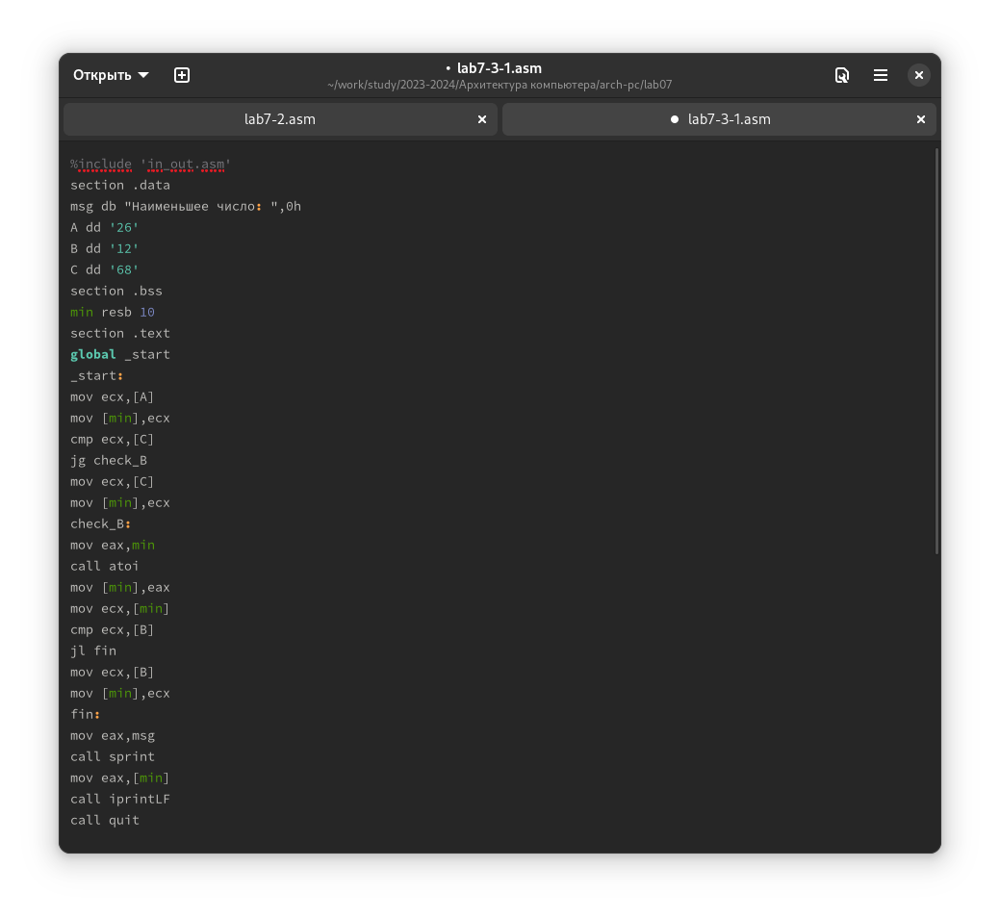 Открыть
• lab7-3-1.asm
~/work/study/2023-2024/Архитектура компьютера/arch-pc/lab07
lab7-2.asm
● lab7-3-1.asm
%include 'in_out.asm'
section .data
msg db "Наименьшее число: ",0h
A dd '26'
B dd '12'
C dd '68'
section .bss
min resb 10
section .text
global _start
_start:
mov ecx,[A]
mov [min],ecx
cmp ecx,[C]
jg check_B
mov ecx,[C]
mov [min],ecx
check_B:
mov eax,min
call atoi
mov [min],eax
mov ecx,[min]
cmp ecx,[B]
jl fin
mov ecx,[B]
mov [min],ecx
fin:
mov eax,msg
call sprint
mov eax,[min]
call iprintLF
call quit